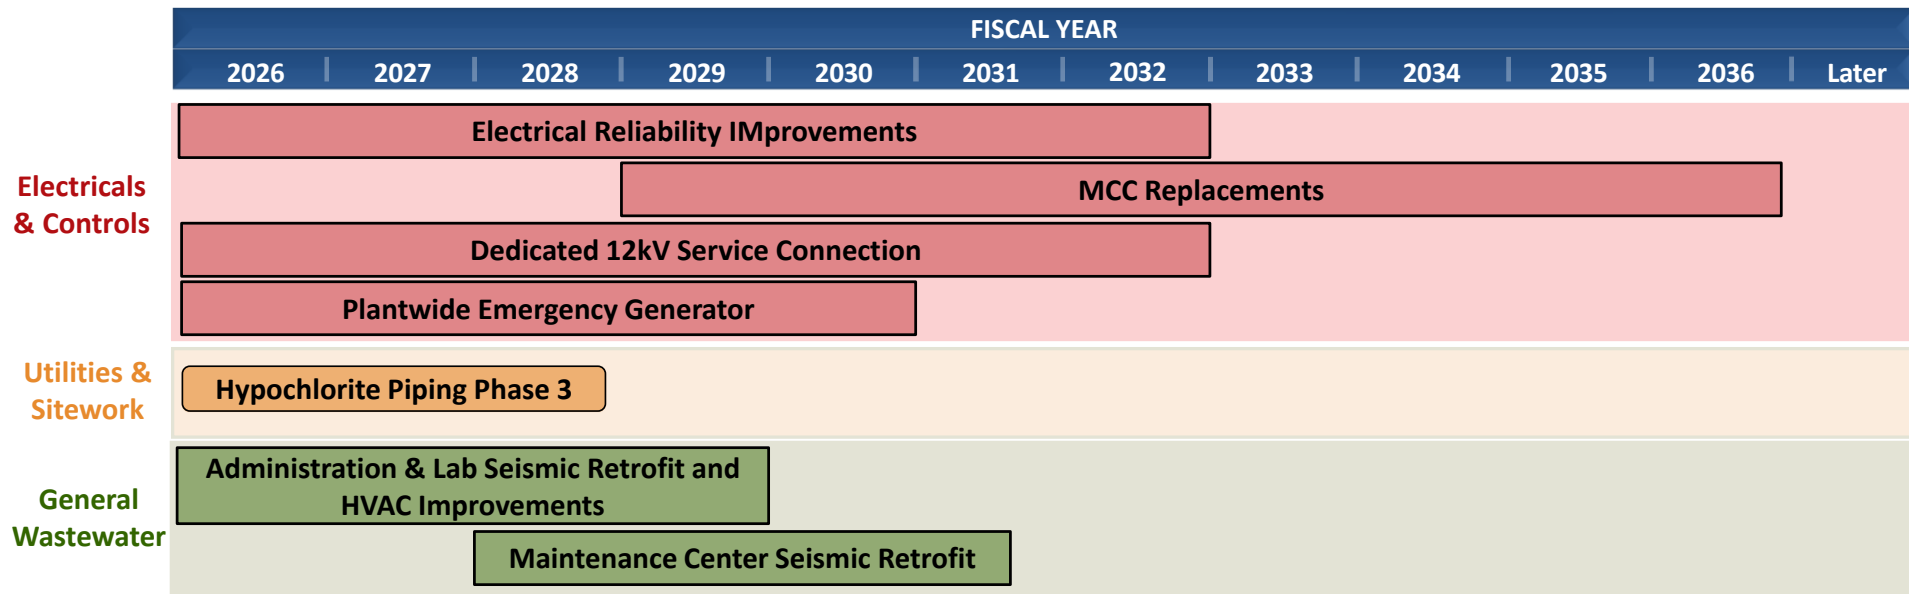 FISCAL YEAR
2026 2027 2028 2029 2030 2031 2032 2033 2034 2035 2036 Later
Electricals
& Controls
Electrical Reliability IMprovements
MCC Replacements
Dedicated 12kV Service Connection
Plantwide Emergency Generator
Utilities &
Sitework
Hypochlorite Piping Phase 3
General
Wastewater
Administration & Lab Seismic Retrofit and
HVAC Improvements
Maintenance Center Seismic Retrofit